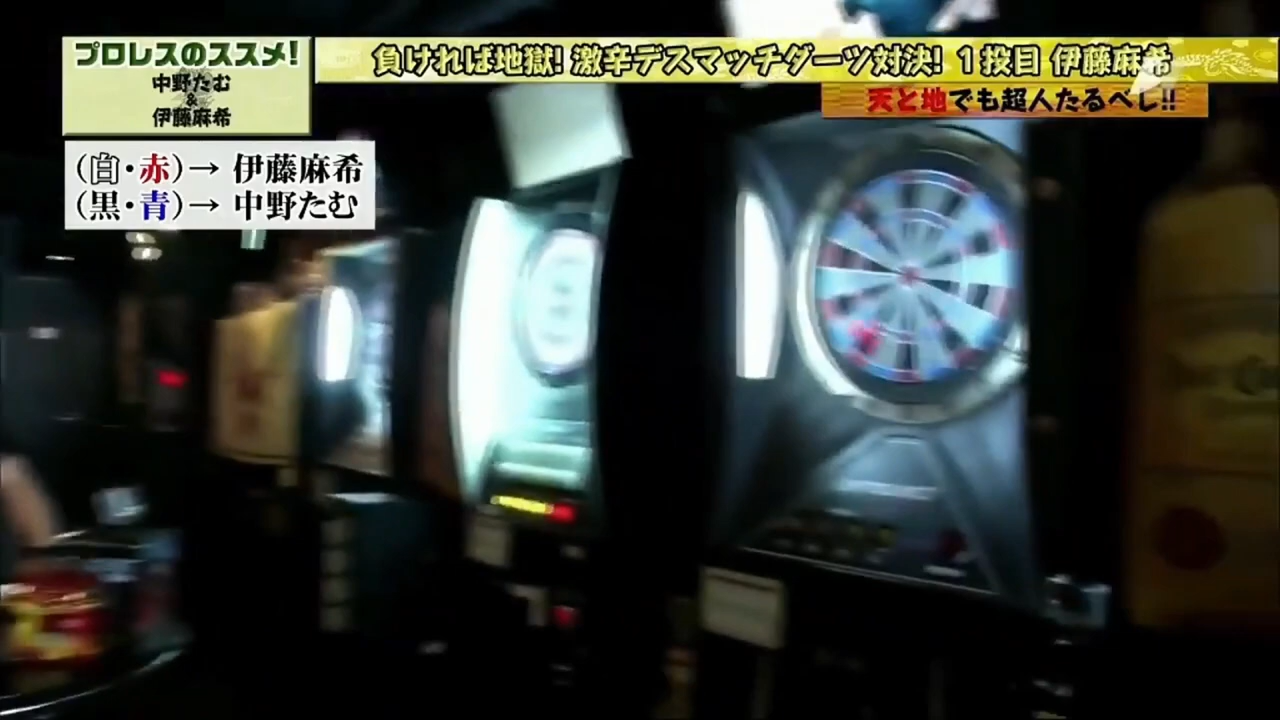 プロレスのススメ!
中野たむ
&
伊藤麻希
負ければ地獄! 激辛デスマッチダーツ対決! 1投目 伊藤麻希
天と地でも超人たるべし!!
(白・赤)→ 伊藤麻希
(黒・青)→ 中野たむ